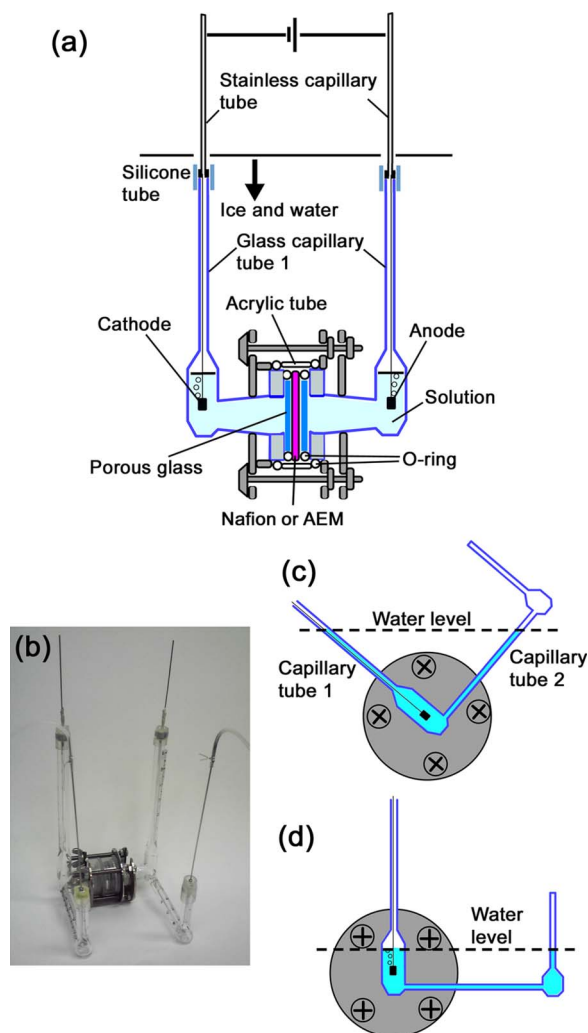 (a)
Stainless capillary
tube
Silicone
tube
Ice and water
Glass capillary
tube 1
Acrylic tube
Cathode
Anode
Solution
Porous glass
O-ring
Nafion or AEM
(b)
(c)
Water level
Capillary
tube 1
Capillary
tube 2
(d)
Water
level